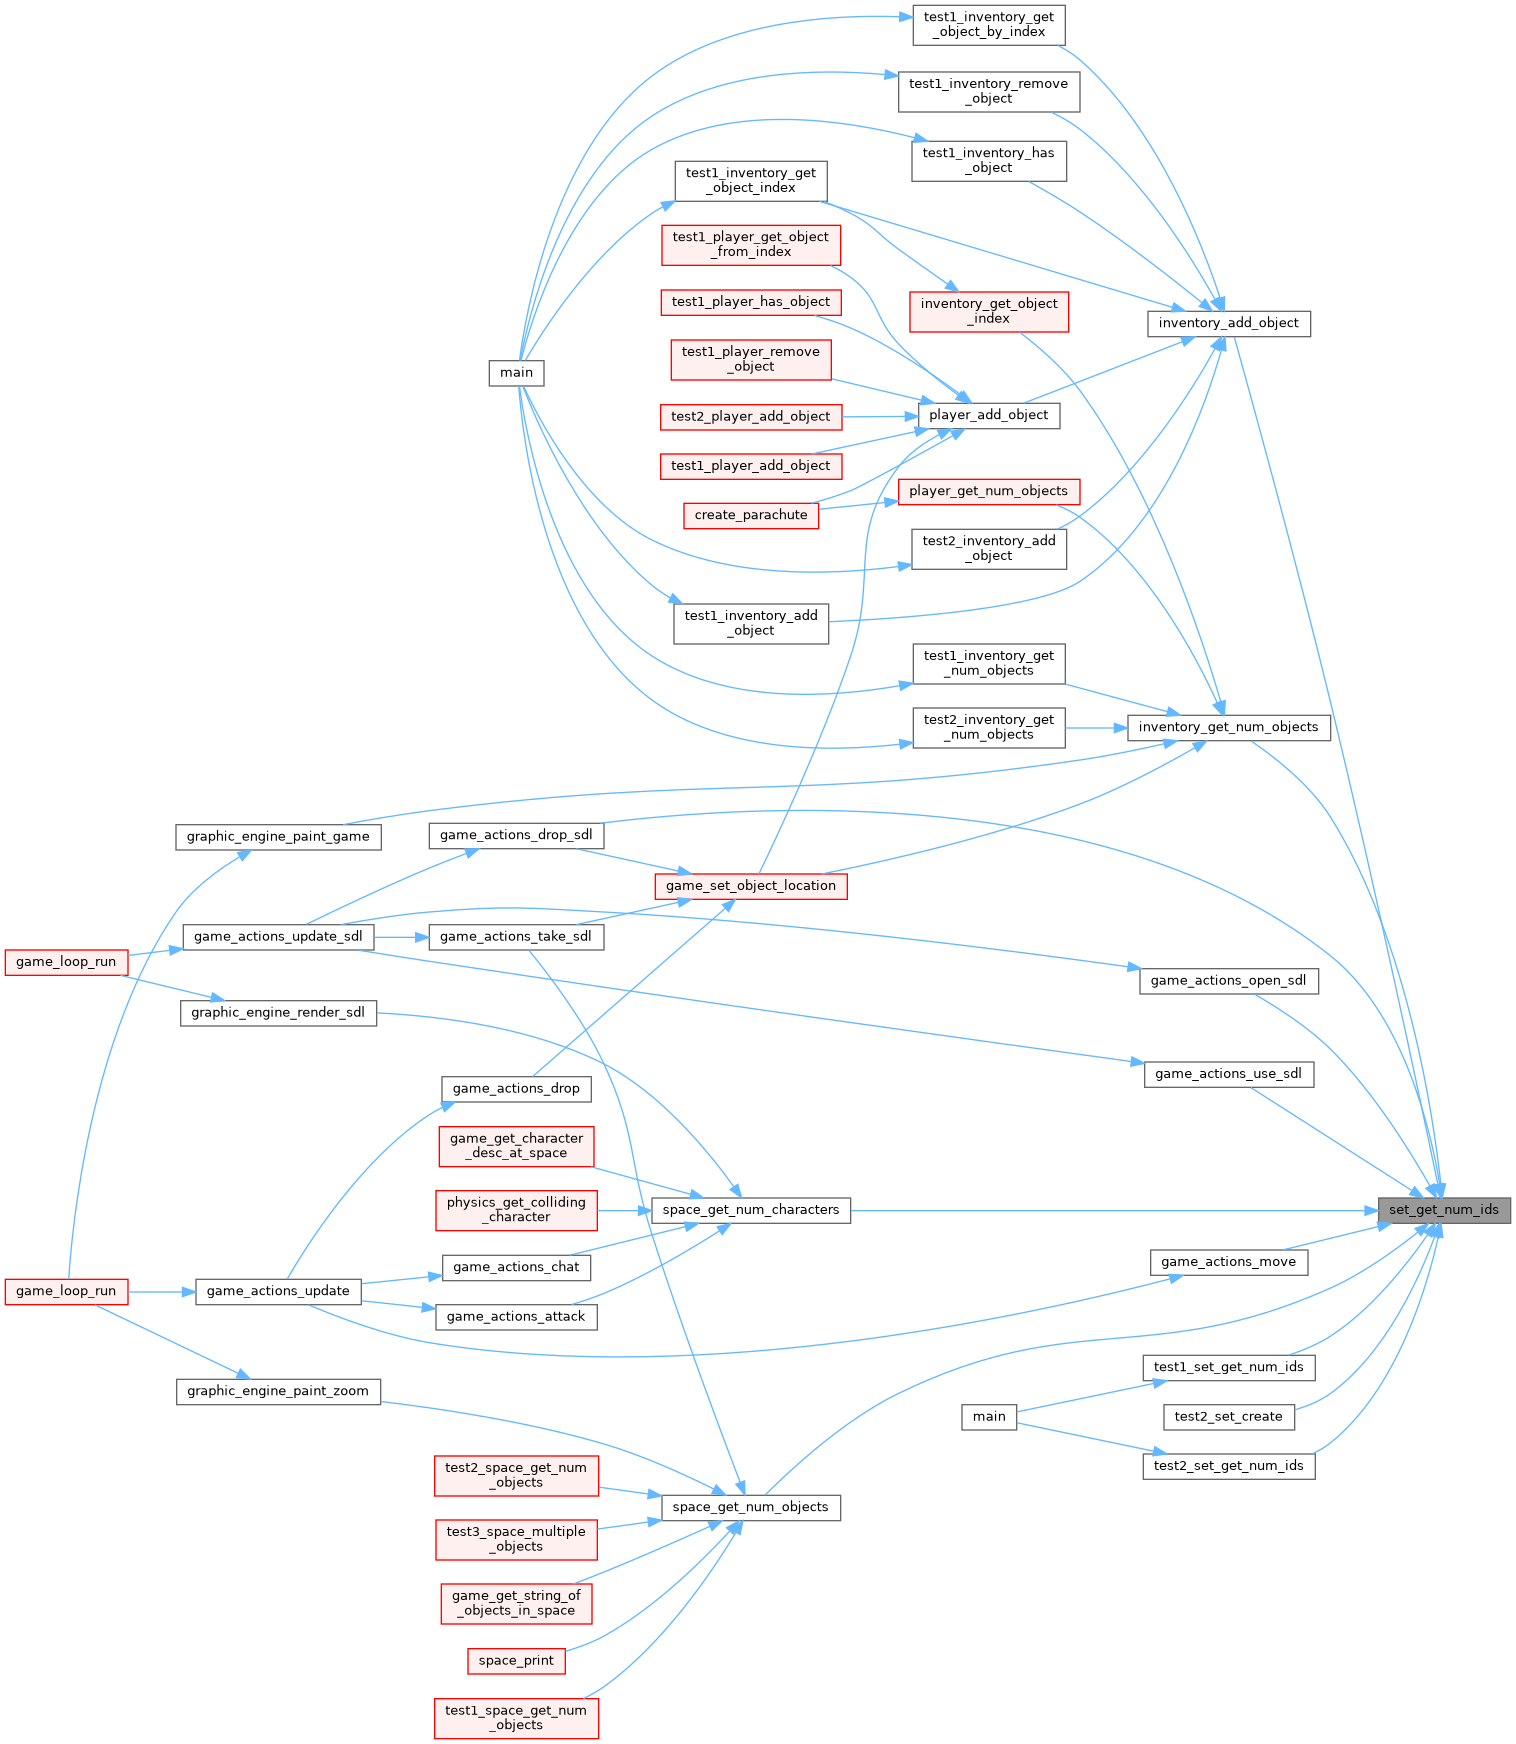 test1_inventory_get
_object_by_index
test1_inventory_remove
_object
test1_inventory_has
_object
test1_inventory_get
_object_index
test1_player_get_object
_from_index
test1_player_has_object
inventory_get_object
_index
inventory_add_object
test1_player_remove
_object
main
player_add_object
test2_player_add_object
test1_player_add_object
player_get_num_objects
create_parachute
test2_inventory_add
_object
test1_inventory_add
_object
test1_inventory_get
_num_objects
test2_inventory_get
_num_objects
inventory_get_num_objects
graphic_engine_paint_game
game_actions_drop_sdl
game_set_object_location
game_actions_update_sdl
game_actions_take_sdl
game_loop_run
game_actions_open_sdl
graphic_engine_render_sdl
game_actions_use_sdl
game_actions_drop
game_get_character
_desc_at_space
physics_get_colliding
_character
space_get_num_characters
set_get_num_ids
game_actions_chat
game_actions_move
game_loop_run
game_actions_update
game_actions_attack
test1_set_get_num_ids
graphic_engine_paint_zoom
main
test2_set_create
test2_set_get_num_ids
test2_space_get_num
_objects
space_get_num_objects
test3_space_multiple
_objects
game_get_string_of
_objects_in_space
space_print
test1_space_get_num
_objects